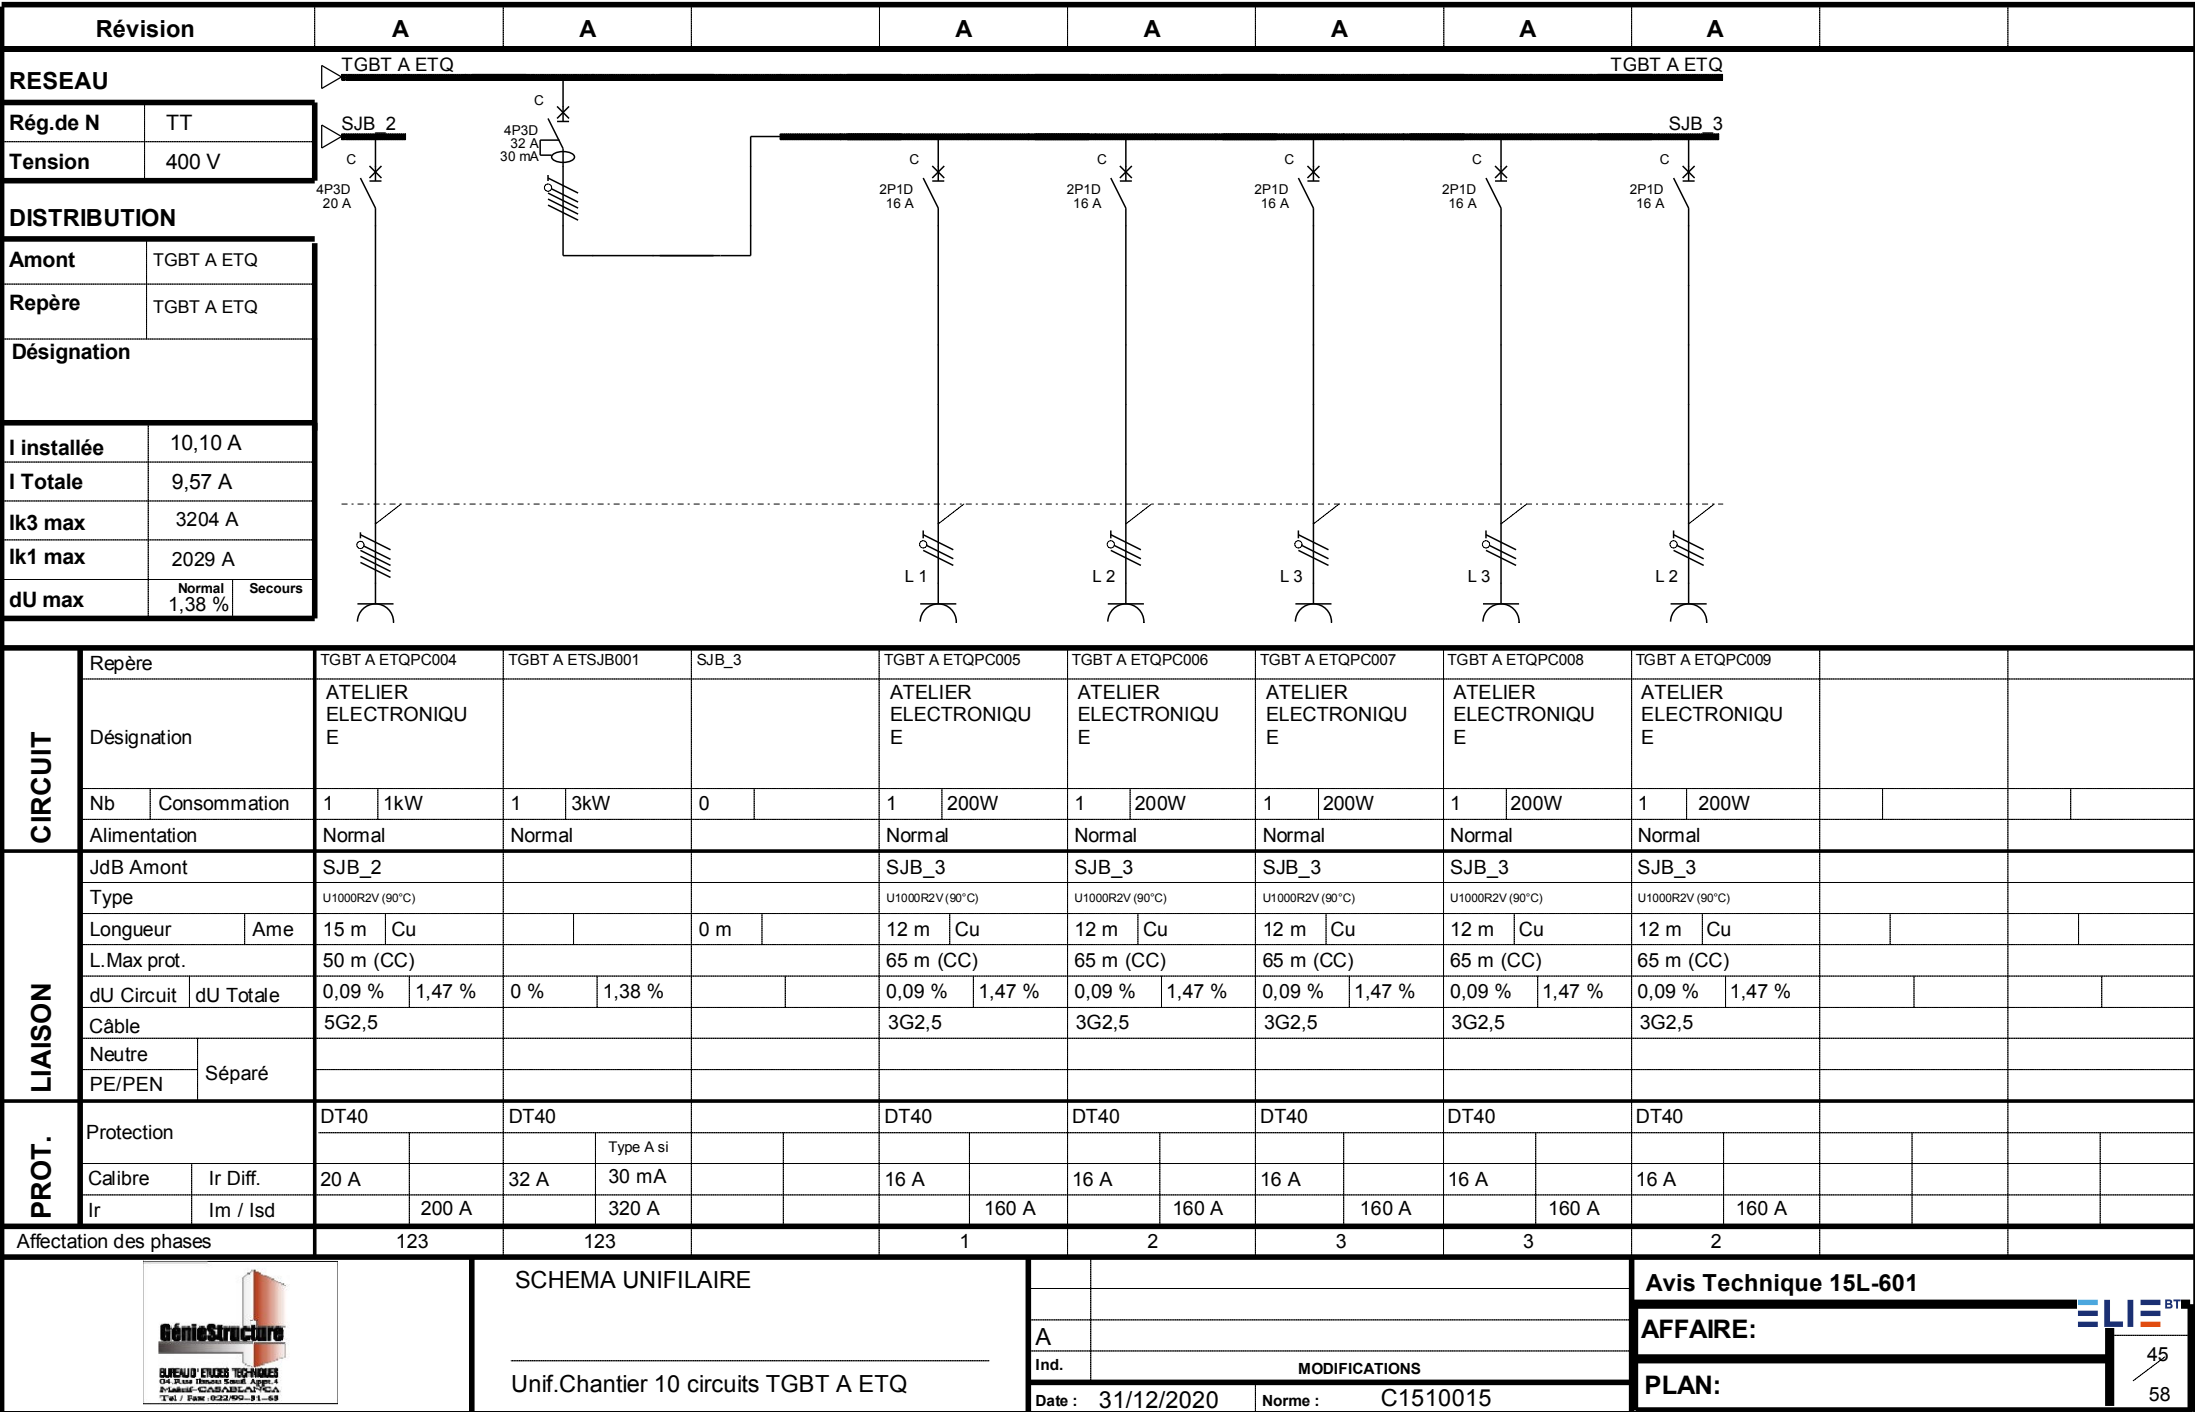 Révision A A A A A A A
RESEAU
Rég.de N TT
Tension 400 V
DISTRIBUTION
Amont TGBT A ETQ
Repère TGBT A ETQ
Désignation
I installée 10,10 A
I Totale 9,57 A
Ik3 max 3204 A
Ik1 max 2029 A
dU max Normal 1,38 % Secours
TGBT A ETQ TGBT A ETQ
SJB_2 SJB_3
C
4P3D
32 A
30 mA
C C C C C C
4P3D 2P1D 2P1D 2P1D 2P1D 2P1D
20 A 16 A 16 A 16 A 16 A 16 A
L 1 L 2 L 3 L 3 L 2
CIRCUIT
Repère TGBT A ETQPC004 TGBT A ETSJB001 SJB_3 TGBT A ETQPC005 TGBT A ETQPC006 TGBT A ETQPC007 TGBT A ETQPC008 TGBT A ETQPC009
Désignation
ATELIER ATELIER ATELIER ATELIER ATELIER ATELIER
ELECTRONIQU ELECTRONIQU ELECTRONIQU ELECTRONIQU ELECTRONIQU ELECTRONIQU
E E E E E E
Nb Consommation 1 1kW 1 3kW 0 1 200W 1 200W 1 200W 1 200W 1 200W
Alimentation Normal Normal Normal Normal Normal Normal Normal
LIAISON
JdB Amont SJB_2 SJB_3 SJB_3 SJB_3 SJB_3 SJB_3
Type U1000R2V (90°C) U1000R2V (90°C) U1000R2V (90°C) U1000R2V (90°C) U1000R2V (90°C) U1000R2V (90°C)
Longueur Ame 15 m Cu 0 m 12 m Cu 12 m Cu 12 m Cu 12 m Cu 12 m Cu
L.Max prot. 50 m (CC) 65 m (CC) 65 m (CC) 65 m (CC) 65 m (CC) 65 m (CC)
dU Circuit dU Totale 0,09 % 1,47 % 0 % 1,38 % 0,09 % 1,47 % 0,09 % 1,47 % 0,09 % 1,47 % 0,09 % 1,47 % 0,09 % 1,47 %
Câble 5G2,5 3G2,5 3G2,5 3G2,5 3G2,5 3G2,5
Neutre
Séparé
PE/PEN
PROT.
Protection DT40 DT40 DT40 DT40 DT40 DT40 DT40
Type A si
Calibre Ir Diff. 20 A 32 A 30 mA 16 A 16 A 16 A 16 A 16 A
Ir Im / Isd 200 A 320 A 160 A 160 A 160 A 160 A 160 A
Affectation des phases 123 123 1 2 3 3 2
GénieStructure
BUREAU D' ETUDES TECHNIQUES
SCHEMA UNIFILAIRE
Unif.Chantier 10 circuits TGBT A ETQ
A
Ind. MODIFICATIONS
Date : 31/12/2020 Norme : C1510015
Avis Technique 15L-601
ELIE BT
AFFAIRE:
PLAN:
45
58